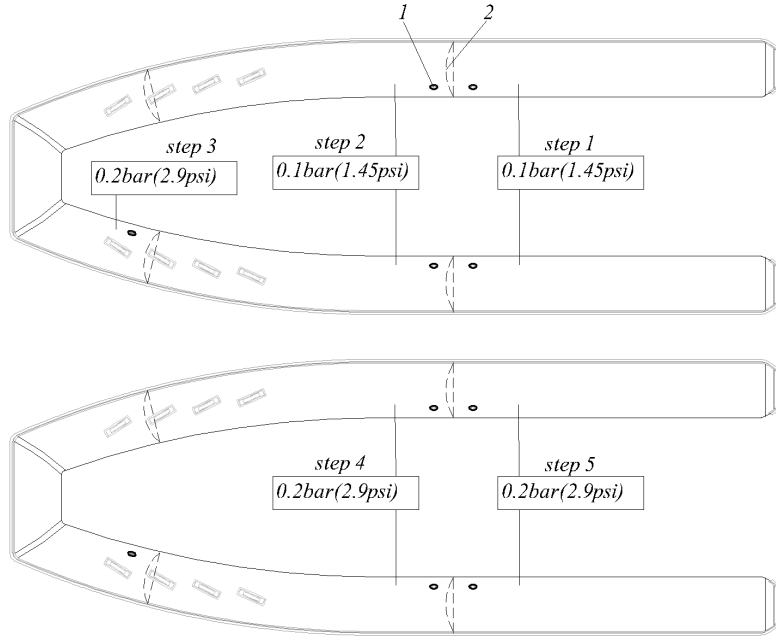 1 2
step 3 step 2 step 1
0.2bar(2.9psi) 0.1bar(1.45psi) 0.1bar(1.45psi)
step 4 step 5
0.2bar(2.9psi) 0.2bar(2.9psi)